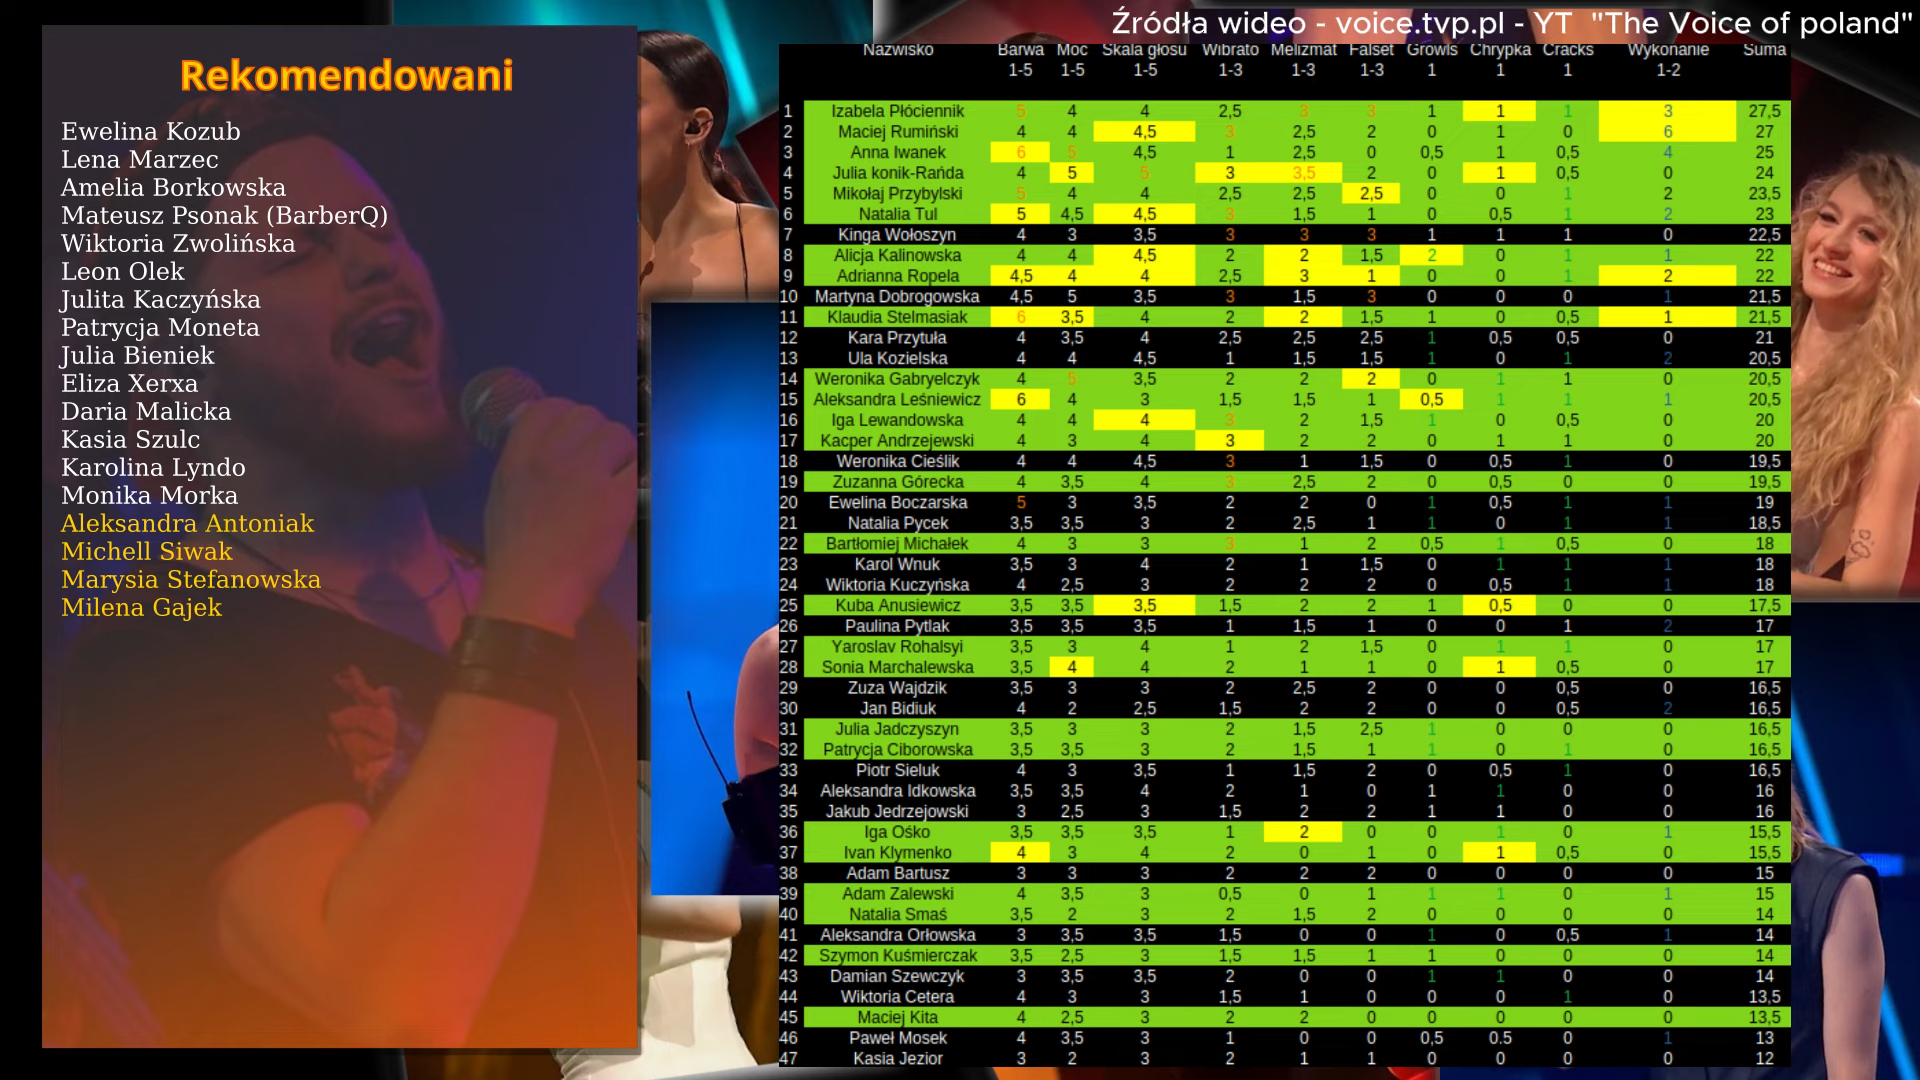 Źródła wideo - voice.tvp.pl - YT "The Voice of poland"
Rekomendowani
Ewelina Kozub
Lena Marzec
Amelia Borkowska
Mateusz Psonak (BarberQ)
Wiktoria Zwolińska
Leon Olek
Julita Kaczyńska
Patrycja Moneta
Julia Bieniek
Eliza Xerxa
Daria Malicka
Kasia Szulc
Karolina Lyndo
Monika Morka
Aleksandra Antoniak
Michell Siwak
Marysia Stefanowska
Milena Gajek
Nazwisko Barwa Moc Skala głosu Wibrato Melizmat Falset Growls Chrypka Cracks Wykonanie Suma
1-5 1-5 1-5 1-3 1-3 1-3 1 1 1 1-2
1 Izabela Płóciennik 5 4 4 2,5 3 3 1 1 1 3 27,5
2 Maciej Rumiński 4 4 4,5 3 2,5 2 0 1 0 6 27
3 Anna Iwanek 6 5 4,5 1 2,5 0 0,5 1 0,5 4 25
4 Julia konik-Rańda 4 5 5 3 3,5 2 0 1 0,5 0 24
5 Mikołaj Przybylski 5 4 4 2,5 2,5 2,5 0 0 1 2 23,5
6 Natalia Tul 5 4,5 4,5 3 1,5 1 0 0,5 1 2 23
7 Kinga Wołoszyn 4 3 3,5 3 3 3 1 1 1 0 22,5
8 Alicja Kalinowska 4 4 4,5 2 2 1,5 2 0 1 1 22
9 Adrianna Ropela 4,5 4 4 2,5 3 1 0 0 1 2 22
10 Martyna Dobrogowska 4,5 5 3,5 3 1,5 3 0 0 0 1 21,5
11 Klaudia Stelmasiak 6 3,5 4 2 2 1,5 1 0 0,5 1 21,5
12 Kara Przytuła 4 3,5 4 2,5 2,5 2,5 1 0,5 0,5 0 21
13 Ula Kozielska 4 4 4,5 1 1,5 1,5 1 0 1 2 20,5
14 Weronika Gabryelczyk 4 5 3,5 2 2 2 0 1 1 0 20,5
15 Aleksandra Leśniewicz 6 4 3 1,5 1,5 1 0,5 1 1 1 20,5
16 Iga Lewandowska 4 4 4 3 2 1,5 1 0 0,5 0 20
17 Kacper Andrzejewski 4 3 4 3 2 2 0 1 1 0 20
18 Weronika Cieślik 4 4 4,5 3 1 1,5 0 0,5 1 0 19,5
19 Zuzanna Górecka 4 3,5 4 3 2,5 2 0 0,5 0 0 19,5
20 Ewelina Boczarska 5 3 3,5 2 2 0 1 0,5 1 1 19
21 Natalia Pycek 3,5 3,5 3 2 2,5 1 1 0 1 1 18,5
22 Bartłomiej Michałek 4 3 3 3 1 2 0,5 1 0,5 0 18
23 Karol Wnuk 3,5 3 4 2 1 1,5 0 1 1 1 18
24 Wiktoria Kuczyńska 4 2,5 3 2 2 2 0 0,5 1 1 18
25 Kuba Anusiewicz 3,5 3,5 3,5 1,5 2 2 1 0,5 0 0 17,5
26 Paulina Pytlak 3,5 3,5 3,5 1 1,5 1 0 0 1 2 17
27 Yaroslav Rohalsyi 3,5 3 4 1 2 1,5 0 1 1 0 17
28 Sonia Marchalewska 3,5 4 4 2 1 1 0 1 0,5 0 17
29 Zuza Wajdzik 3,5 3 3 2 2,5 2 0 0 0,5 0 16,5
30 Jan Bidiuk 4 2 2,5 1,5 2 2 0 0 0,5 2 16,5
31 Julia Jadczyszyn 3,5 3 3 2 1,5 2,5 1 0 0 0 16,5
32 Patrycja Ciborowska 3,5 3,5 3 2 1,5 1 1 0 1 0 16,5
33 Piotr Sieluk 4 3 3,5 1 1,5 2 0 0,5 1 0 16,5
34 Aleksandra Idkowska 3,5 3,5 4 2 1 0 1 1 0 0 16
35 Jakub Jedrzejowski 4 2,5 3 1,5 2 2 1 1 0 0 16
36 Iga Ośko 3,5 3,5 3,5 1 2 0 0 1 0 1 15,5
37 Ivan Klymenko 4 3 4 2 0 1 0 1 0,5 0 15,5
38 Adam Bartusz 3 3 3 2 2 2 0 0 0 0 15
39 Adam Zalewski 4 3,5 3 0,5 0 1 1 1 0 1 15
40 Natalia Smaś 3,5 2 3 2 1,5 2 0 0 0 0 14
41 Aleksandra Orłowska 3 3,5 3,5 1,5 0 0 1 0 0,5 1 14
42 Szymon Kuśmierczak 3,5 2,5 3 1,5 1,5 1 1 0 0 0 14
43 Damian Szewczyk 3 3,5 3,5 2 0 0 1 1 0 0 14
44 Wiktoria Cetera 4 3 3 1,5 1 0 0 0 1 0 13,5
45 Maciej Kita 4 2,5 3 2 2 0 0 0 0 0 13,5
46 Paweł Mosek 4 3,5 3 1 0 0 0,5 0.5 0 1 13
47 Kasia Jezior 3 2 3 2 1 1 0 0 0 0 12